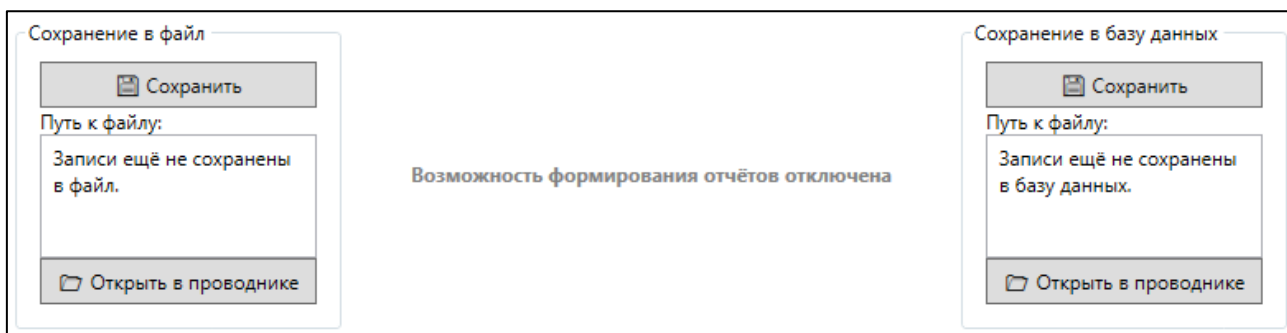 Сохранение в файл
Сохранить
Путь к файлу:
Записи ещё не сохранены
в файл.
Открыть в проводнике
Возможность формирования отчётов отключена
Сохранение в базу данных
Сохранить
Путь к файлу:
Записи ещё не сохранены
в базу данных.
Открыть в проводнике